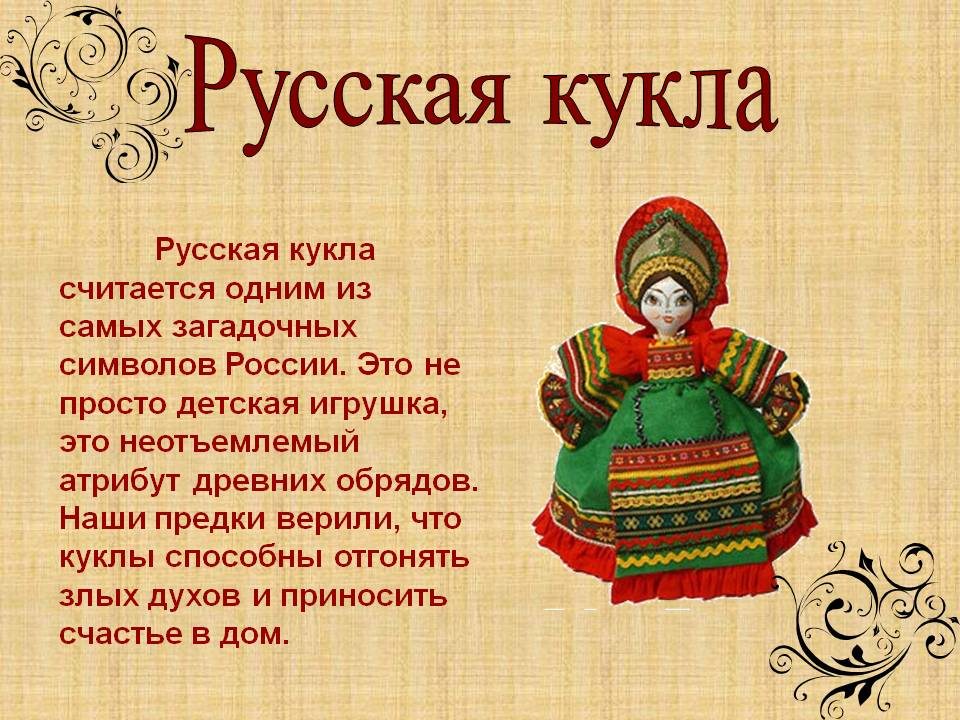 Русская кукла
Русская кукла
считается одним из
самых загадочных
символов России. Это не
просто детская игрушка,
это неотъемлемый
атрибут древних обрядов.
Наши предки верили, что
куклы способны отгонять
злых духов и приносить
счастье в дом.